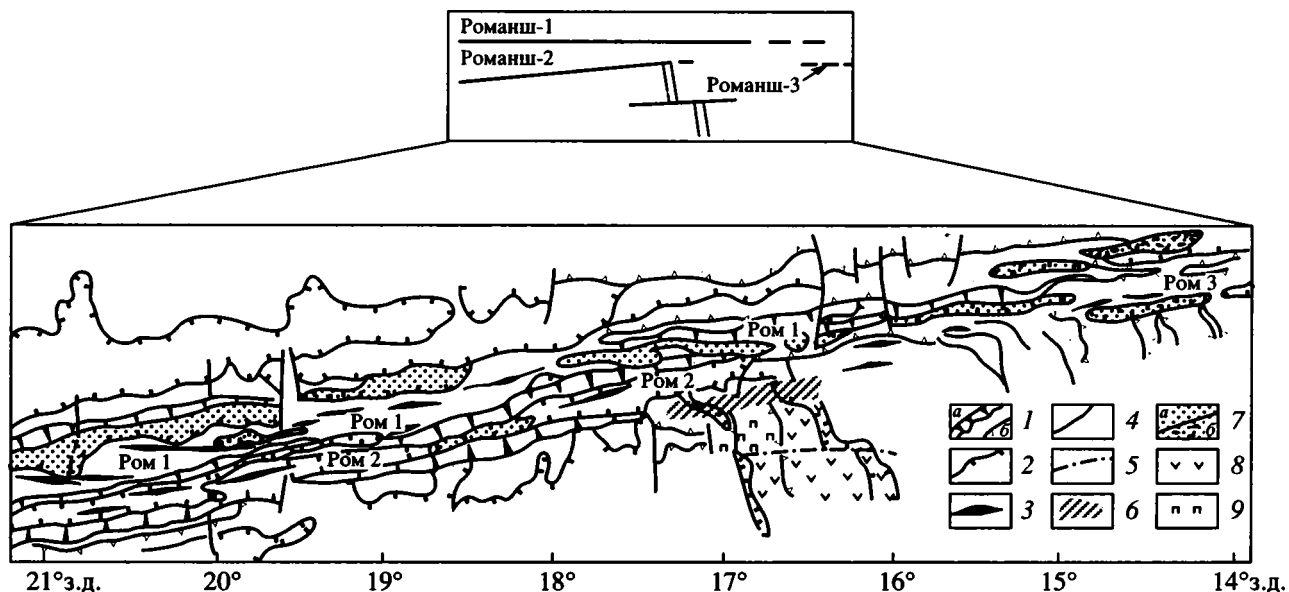 Романш-1
Романш-2
Романш-3
Ром 3
Ром 1
Ром 2
Ром 1
Ром 1
Ром 2
а
б 1
4
а
б 7
2
5
8
3
6
9
21°з.д. 20° 19° 18° 17° 16° 15° 14°з.д.